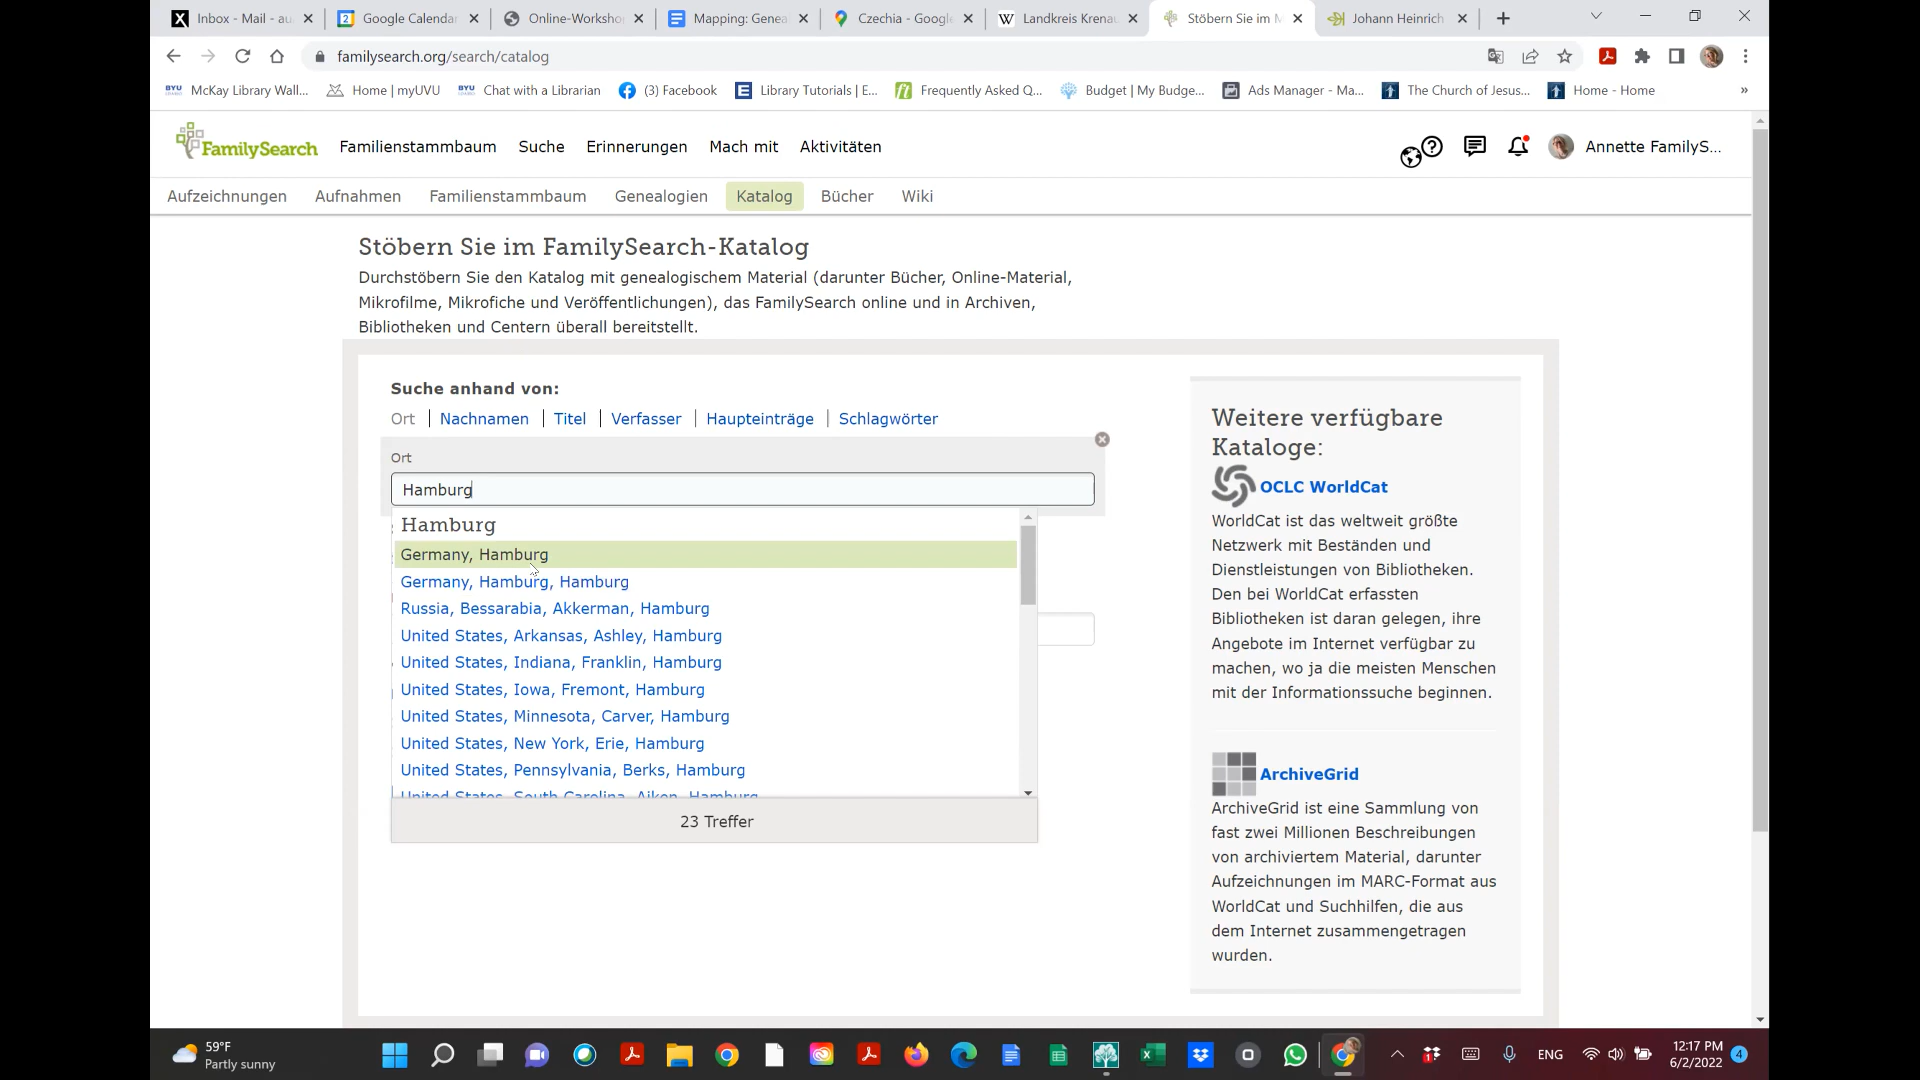 Inbox - Mail - au
Google Calenda
Online-Worksho
Mapping: Genea
Czechia - Google
Landkreis Krenau
Stöbern Sie im
Johann Heinrich
familysearch.org/search/catalog
McKay Library Wall...
Home | myUVU
Chat with a Librarian
(3) Facebook
Library Tutorials | E...
Frequently Asked Q...
Budget | My Budge...
Ads Manager - Ma...
The Church of Jesus...
Home - Home
»
FamilySearch
Familienstammbaum
Suche
Erinnerungen
Mach mit
Aktivitäten
Annette FamilyS...
Aufzeichnungen
Aufnahmen
Familienstammbaum
Genealogien
Katalog
Bücher
Wiki
Stöbern Sie im FamilySearch-Katalog
Durchstöbern Sie den Katalog mit genealogischem Material (darunter Bücher, Online-Material,
Mikrofilme, Mikrofiche und Veröffentlichungen), das FamilySearch online und in Archiven,
Bibliotheken und Centern überall bereitstellt.
Suche anhand von:
Ort | Nachnamen | Titel | Verfasser | Haupteinträge | Schlagwörter
Ort
Hamburg
Hamburg
Germany, Hamburg
Germany, Hamburg, Hamburg
Russia, Bessarabia, Akkerman, Hamburg
United States, Arkansas, Ashley, Hamburg
United States, Indiana, Franklin, Hamburg
United States, Iowa, Fremont, Hamburg
United States, Minnesota, Carver, Hamburg
United States, New York, Erie, Hamburg
United States, Pennsylvania, Berks, Hamburg
United States, South Carolina, Aiken, Hamburg
23 Treffer
Weitere verfügbare
Kataloge:
OCLC WorldCat
WorldCat ist das weltweit größte
Netzwerk mit Beständen und
Dienstleistungen von Bibliotheken.
Den bei WorldCat erfassten
Bibliotheken ist daran gelegen, ihre
Angebote im Internet verfügbar zu
machen, wo ja die meisten Menschen
mit der Informationssuche beginnen.
ArchiveGrid
ArchiveGrid ist eine Sammlung von
fast zwei Millionen Beschreibungen
von archiviertem Material, darunter
Aufzeichnungen im MARC-Format aus
WorldCat und Suchhilfen, die aus
dem Internet zusammengetragen
wurden.
59°F
Partly sunny
ENG
12:17 PM
6/2/2022
4